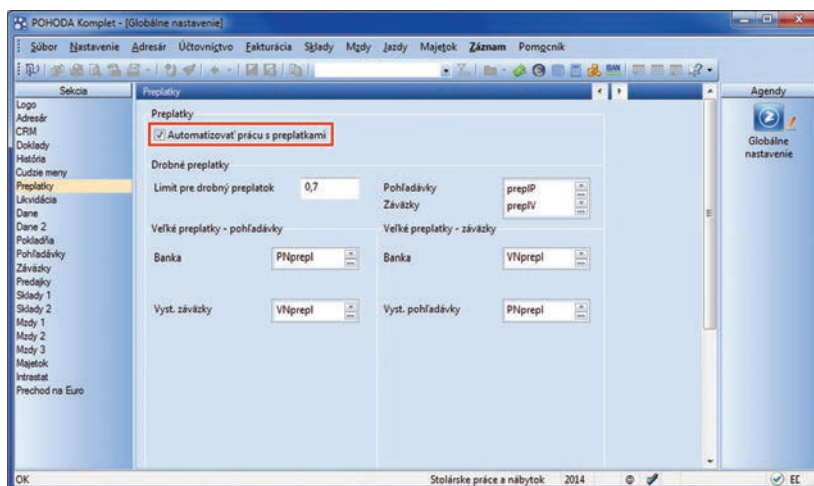 POHODA Komplet - [Globálne nastavenie]
Súbor Nastavenie Adresár Účtovníctvo Fakturácia Sklady Mzdy Jazdy Majetok Záznam Pomocník
Sekcia
Logo
Adresár
CRM
Doklady
História
Cudzie meny
Preplatky
Likvidácia
Dane
Dane 2
Pokladňa
Pohľadávky
Záväzky
Predajky
Sklady 1
Sklady 2
Mzdy 1
Mzdy 2
Mzdy 3
Majetok
Intrastat
Prechod na Euro
Preplatky
Preplatky
Automatizovať prácu s preplatkami
Drobné preplatky
Limit pre drobný preplatok 0,7
Pohľadávky preplP
Záväzky preplV
Veľké preplatky - pohľadávky
Banka PNprepl
Vyst. záväzky VNprepl
Veľké preplatky - záväzky
Banka VNprepl
Vyst. pohľadávky PNprepl
Agendy
Globálne
nastavenie
OK Stolárske práce a nábytok 2014 @